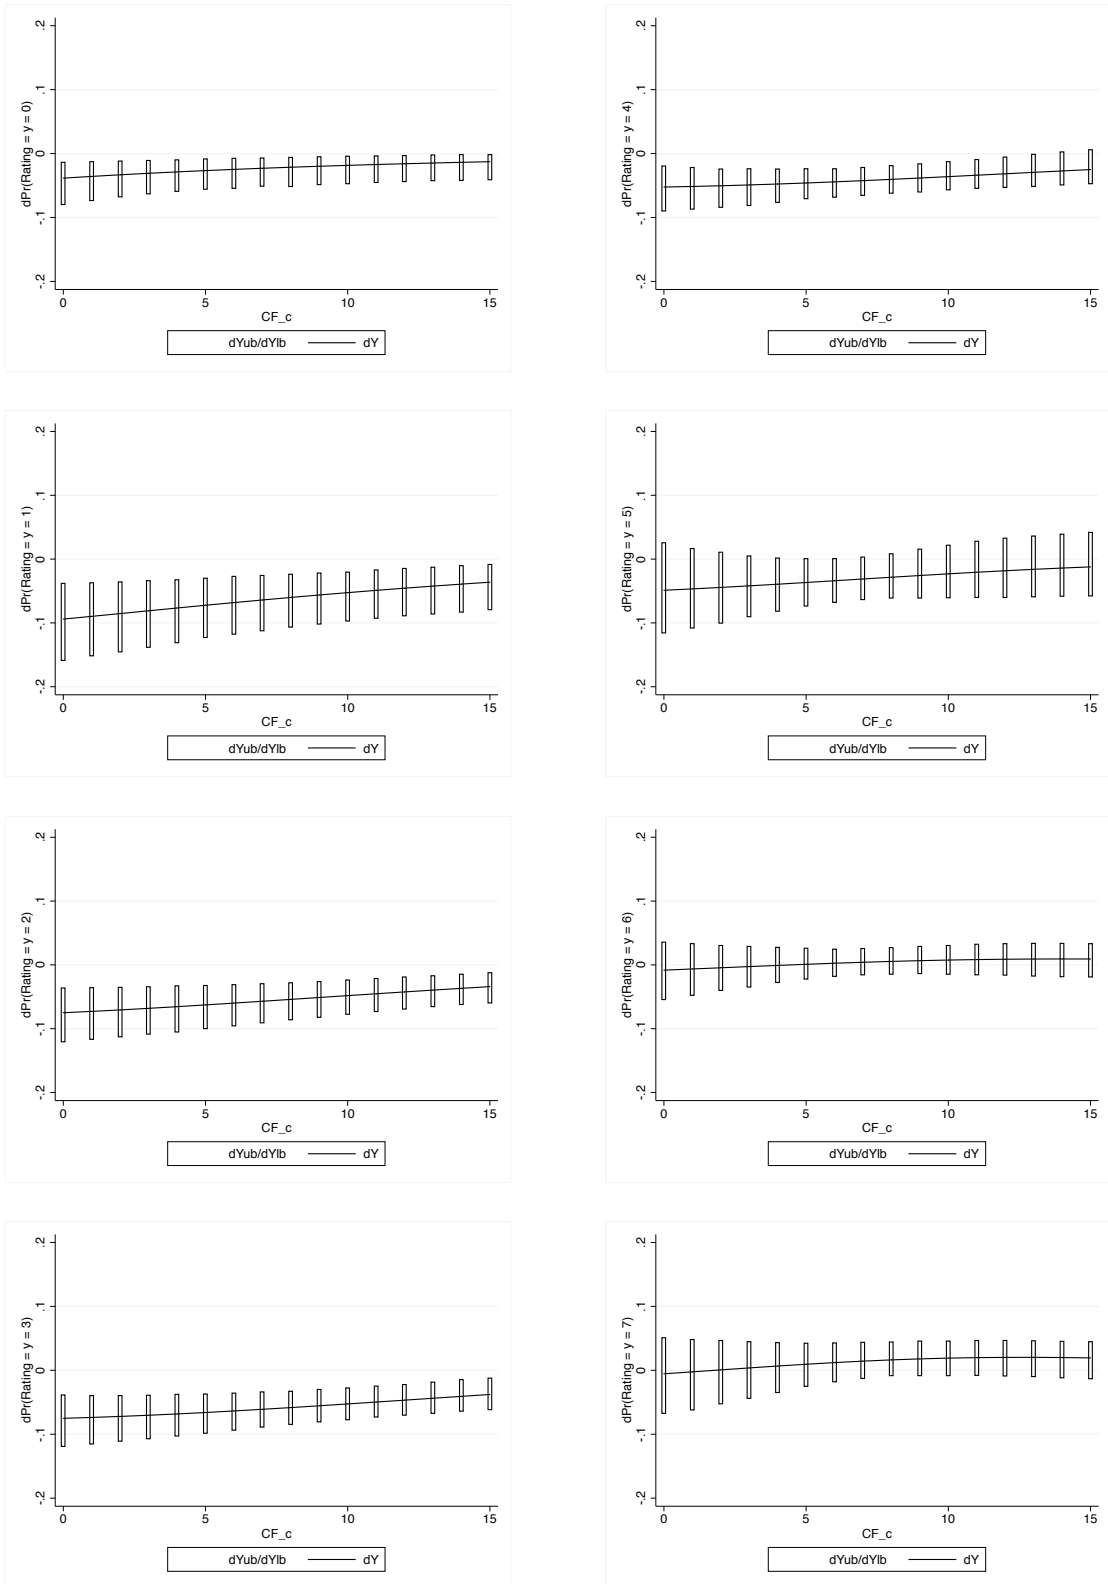 dPr(Rating = y = 0)
.2
.1
0
-.1
-.2
0 5 10 15
CF_c
dYub/dYlb dY
dPr(Rating = y = 4)
.2
.1
0
-.1
-.2
0 5 10 15
CF_c
dYub/dYlb dY
dPr(Rating = y = 1)
.2
.1
0
-.1
-.2
0 5 10 15
CF_c
dYub/dYlb dY
dPr(Rating = y = 5)
.2
.1
0
-.1
-.2
0 5 10 15
CF_c
dYub/dYlb dY
dPr(Rating = y = 2)
.2
.1
0
-.1
-.2
0 5 10 15
CF_c
dYub/dYlb dY
dPr(Rating = y = 6)
.2
.1
0
-.1
-.2
0 5 10 15
CF_c
dYub/dYlb dY
dPr(Rating = y = 3)
.2
.1
0
-.1
-.2
0 5 10 15
CF_c
dYub/dYlb dY
dPr(Rating = y = 7)
.2
.1
0
-.1
-.2
0 5 10 15
CF_c
dYub/dYlb dY